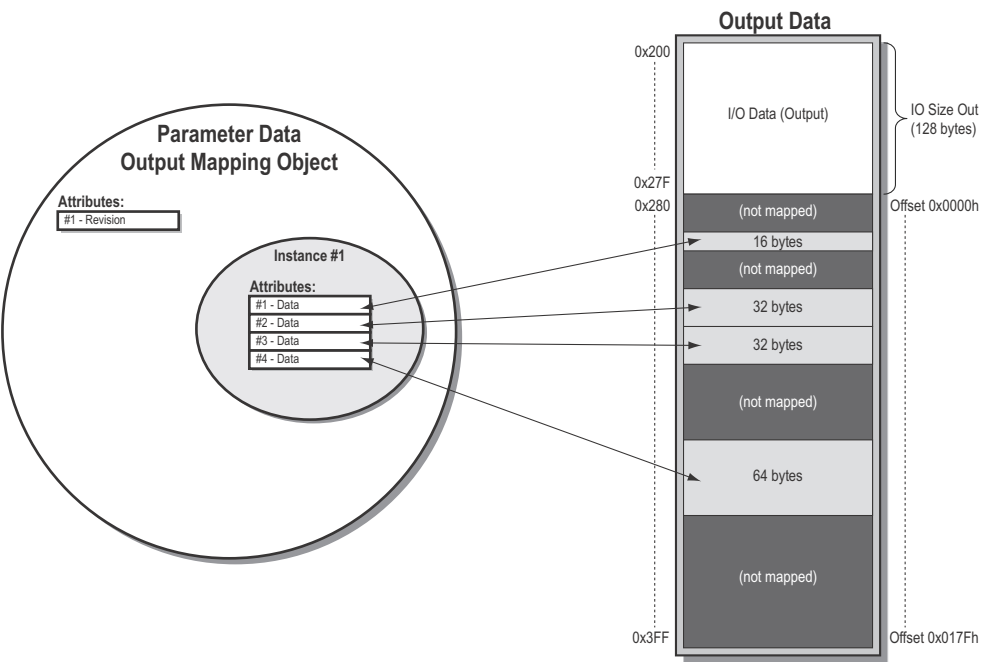 Output Data
0x200
I/O Data (Output)
IO Size Out
(128 bytes)
0x27F
0x280
Offset 0x0000h
(not mapped)
16 bytes
(not mapped)
32 bytes
32 bytes
(not mapped)
64 bytes
(not mapped)
0x3FF
Offset 0x017Fh
Parameter Data
Output Mapping Object
Attributes:
#1 - Revision
Instance #1
Attributes:
#1 - Data
#2 - Data
#3 - Data
#4 - Data